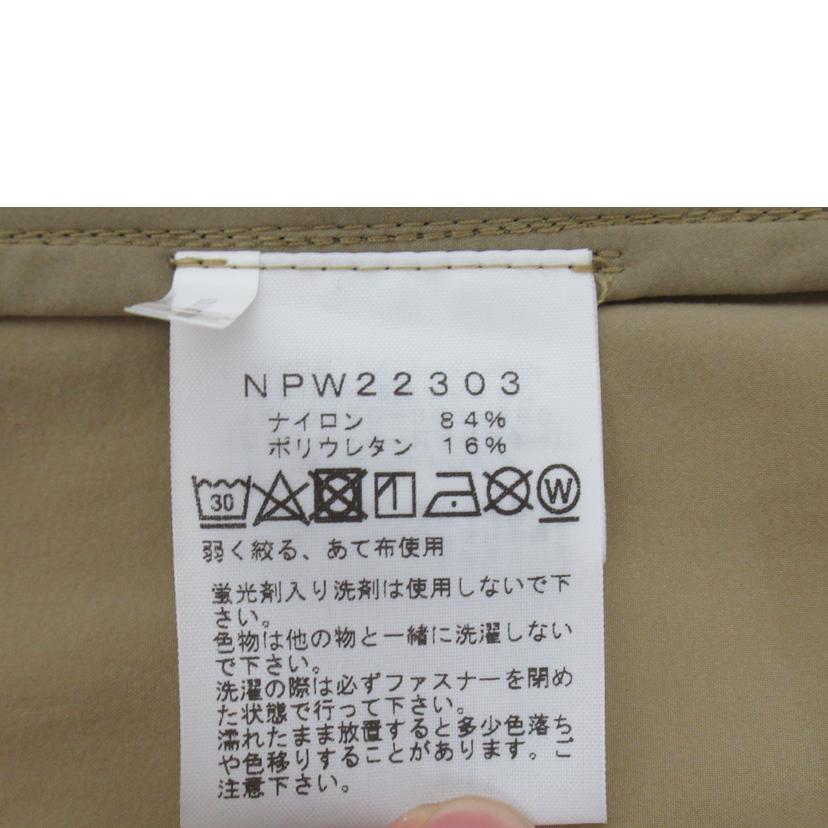 NPW22303
ナイロン 84%
ポリウレタン 16%
30 W
弱く絞る、あて布使用
蛍光剤入り洗剤は使用しないで下
さい。
色物は他の物と一緒に洗濯しない
で下さい。
洗濯の際は必ずファスナーを閉め
た状態で行って下さい。
濡れたまま放置すると多少色落ち
や色移りすることがあります。ご
注意下さい。